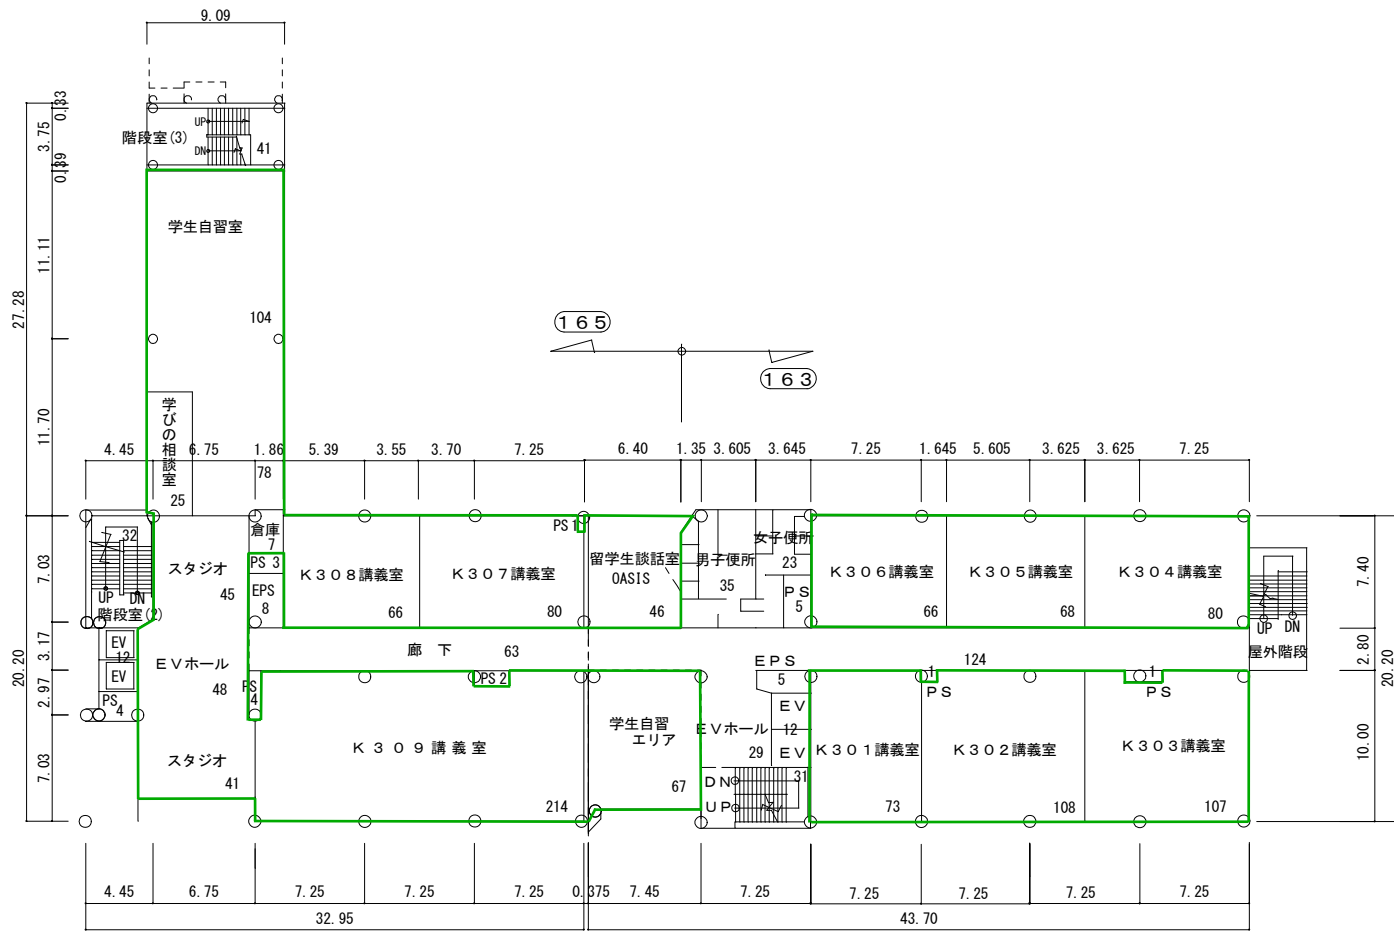 9.09
0.33
3.75
0.39
11.11
27.28
11.70
階段室(3)
UP
DN
41
学生自習室
104
165
163
学びの相談室
25
4.45 6.75 1.86 5.39 3.55 3.70 7.25 6.40 1.35 3.605 3.645 7.25 1.645 5.605 3.625 3.625 7.25
78
32
UP DN
階段室(2)
スタジオ
45
倉庫
7
PS 3
EPS
8
K308講義室
66
K307講義室
80
PS 1
留学生談話室
OASIS
46
男子便所
35
女子便所
23
PS
5
K306講義室
66
K305講義室
68
K304講義室
80
UP DN
屋外階段
7.03
3.17
2.97
7.03
20.20
7.40
2.80
10.00
20.20
EV
12
EV
PS
4
EVホール
48
PS
4
廊下 63
124
EPS
5
PS 2
スタジオ
41
K309講義室
214
学生自習
エリア
67
EVホール
29
EV
12
EV
31
DN
UP
K301講義室
73
1
PS
K302講義室
108
1
PS
K303講義室
107
4.45 6.75 7.25 7.25 7.25 0.375 7.45 7.25 7.25 7.25 7.25 7.25
32.95 43.70